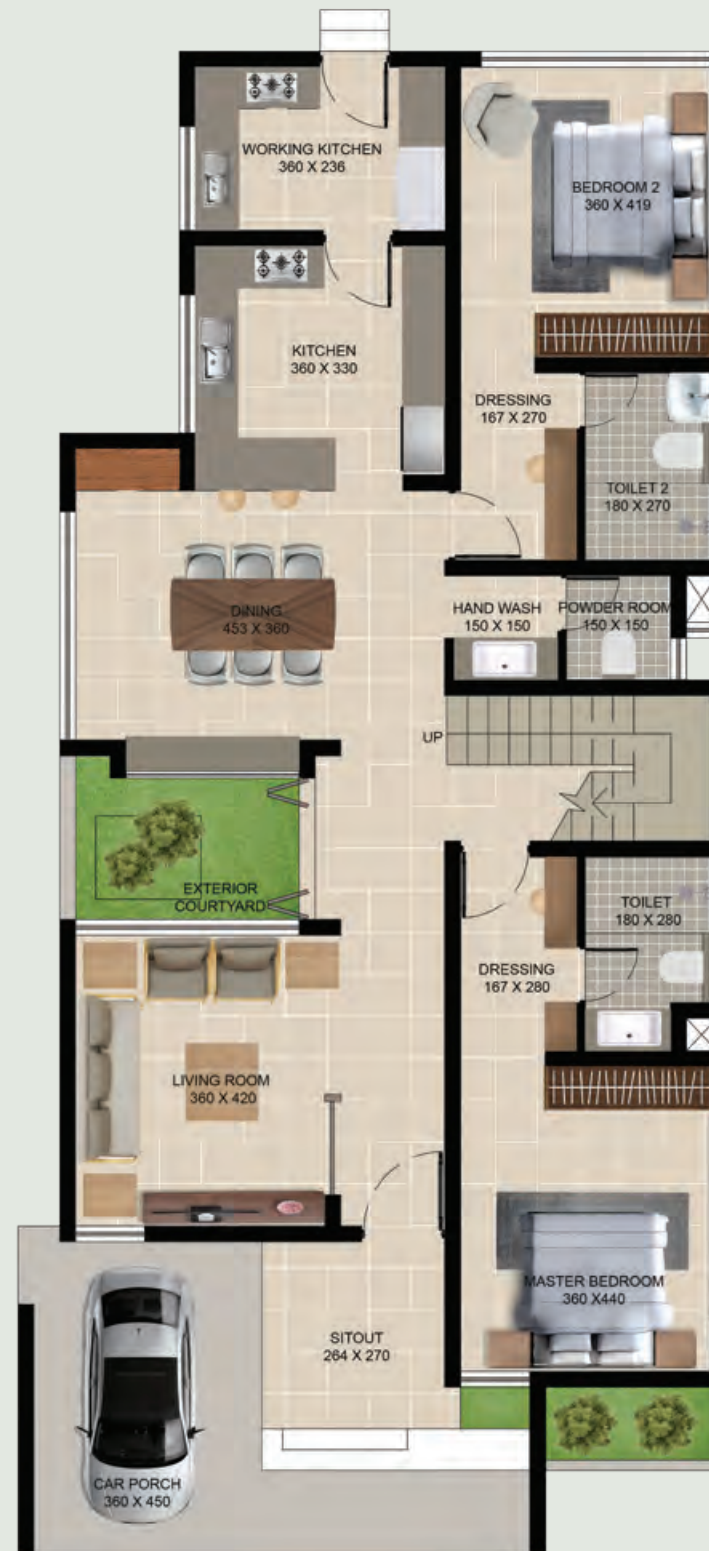 WORKING KITCHEN
360 X 236
BEDROOM 2
360 X 419
KITCHEN
360 X 330
DRESSING
167 X 270
TOILET 2
180 X 270
DINING
453 X 360
HAND WASH
150 X 150
POWDER ROOM
150 X 150
UP
EXTERIOR
COURTYARD
TOILET
180 X 280
DRESSING
167 X 280
LIVING ROOM
360 X 420
MASTER BEDROOM
360 X440
SITOUT
264 X 270
CAR PORCH
360 X 450